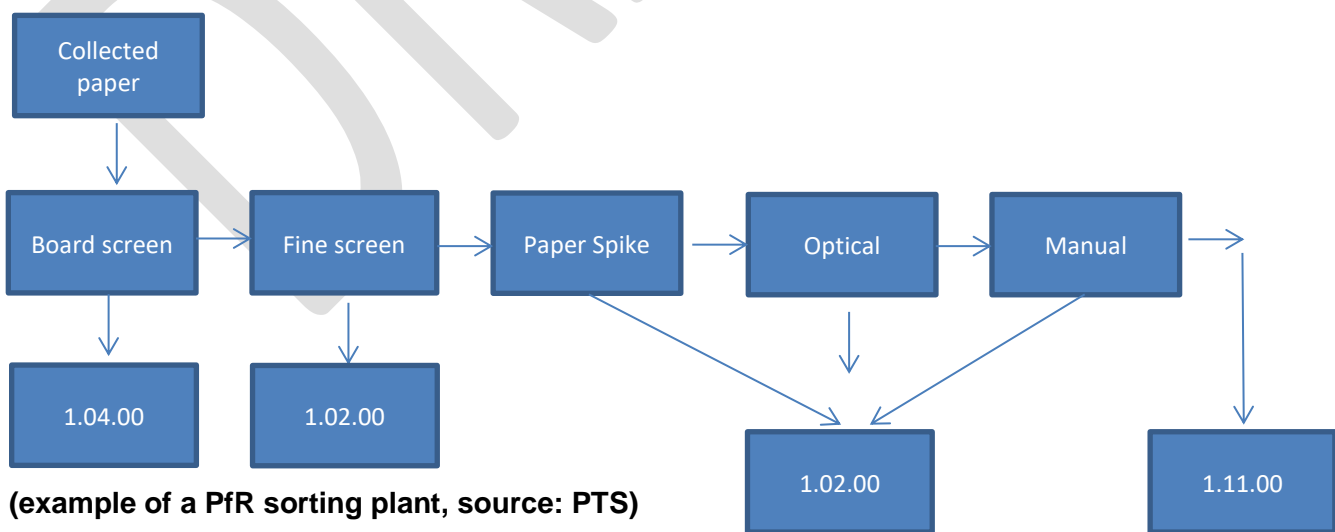 Collected
paper
Board screen
Fine screen
Paper Spike
Optical
Manual
1.04.00
1.02.00
1.02.00
1.11.00
(example of a PfR sorting plant, source: PTS)